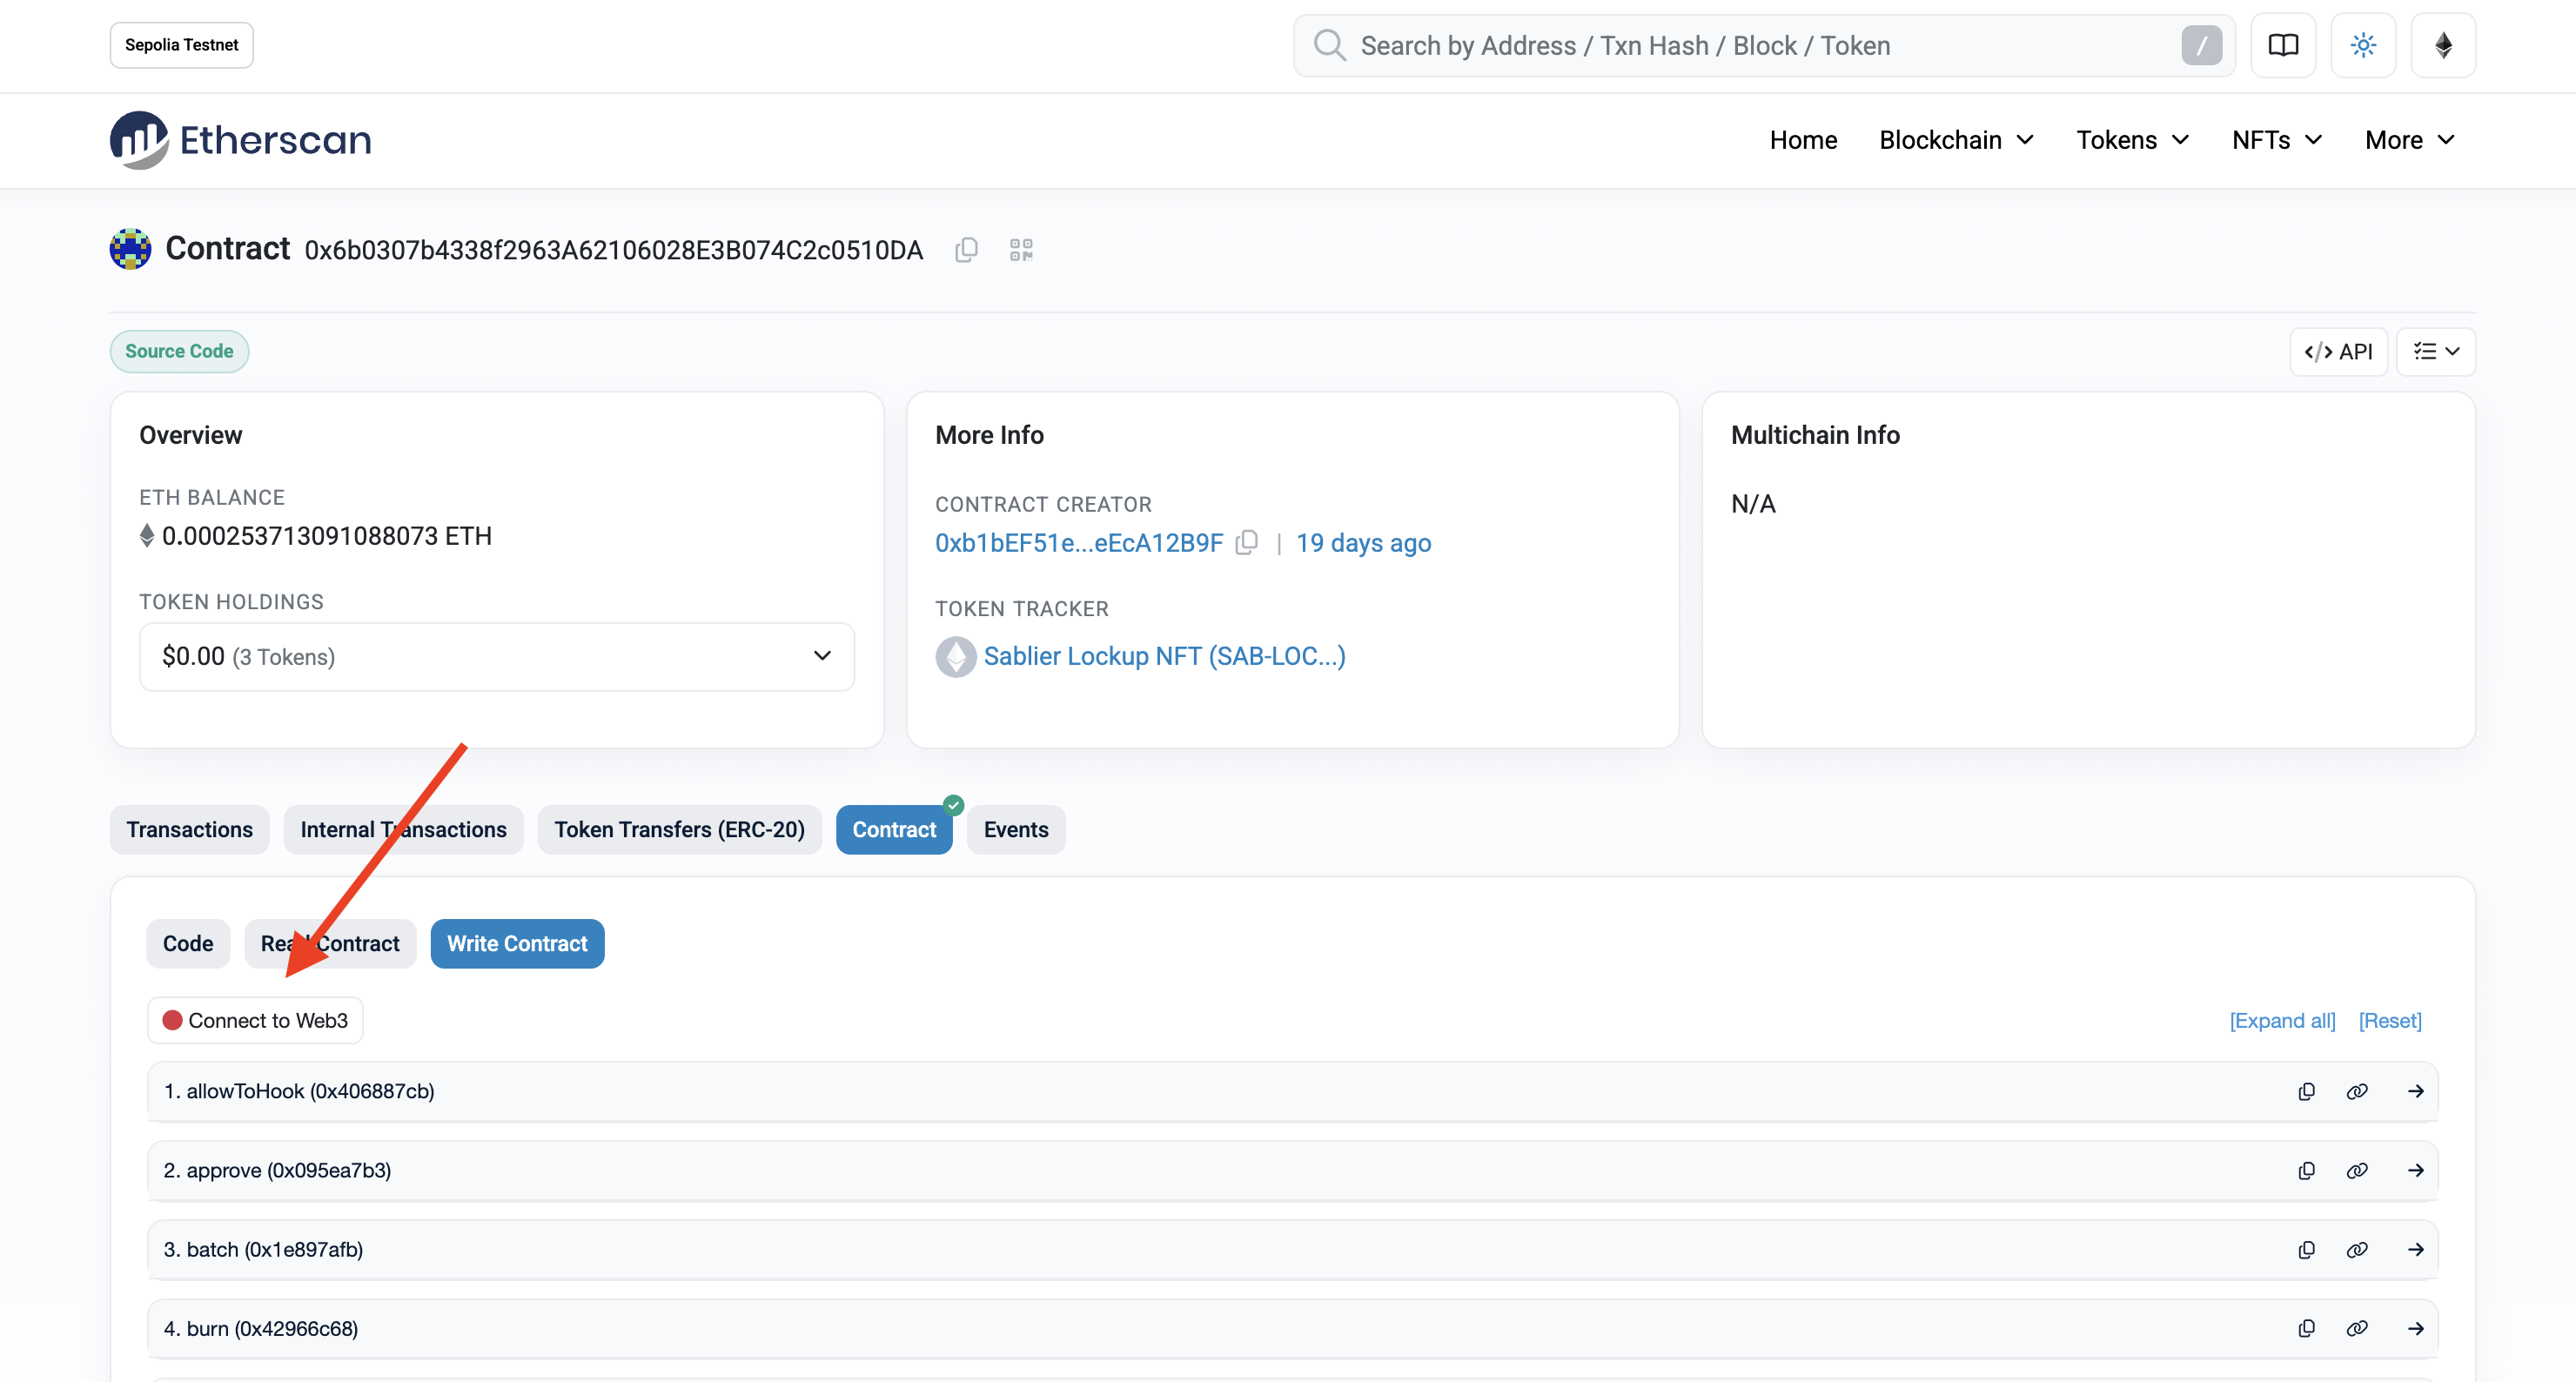 Sepolia Testnet
Search by Address / Txn Hash / Block / Token
/
Etherscan
Home Blockchain Tokens NFTs More
Contract 0x6b0307b4338f2963A62106028E3B074C2c0510DA
Source Code
</> API
Overview
ETH BALANCE
0.000253713091088073 ETH
TOKEN HOLDINGS
$0.00 (3 Tokens)
More Info
CONTRACT CREATOR
0xb1bEF51e...eEcA12B9F | 19 days ago
TOKEN TRACKER
Sablier Lockup NFT (SAB-LOC...)
Multichain Info
N/A
Transactions Internal Transactions Token Transfers (ERC-20) Contract Events
Code Read Contract Write Contract
Connect to Web3
[Expand all] [Reset]
1. allowToHook (0x406887cb)
2. approve (0x095ea7b3)
3. batch (0x1e897afb)
4. burn (0x42966c68)